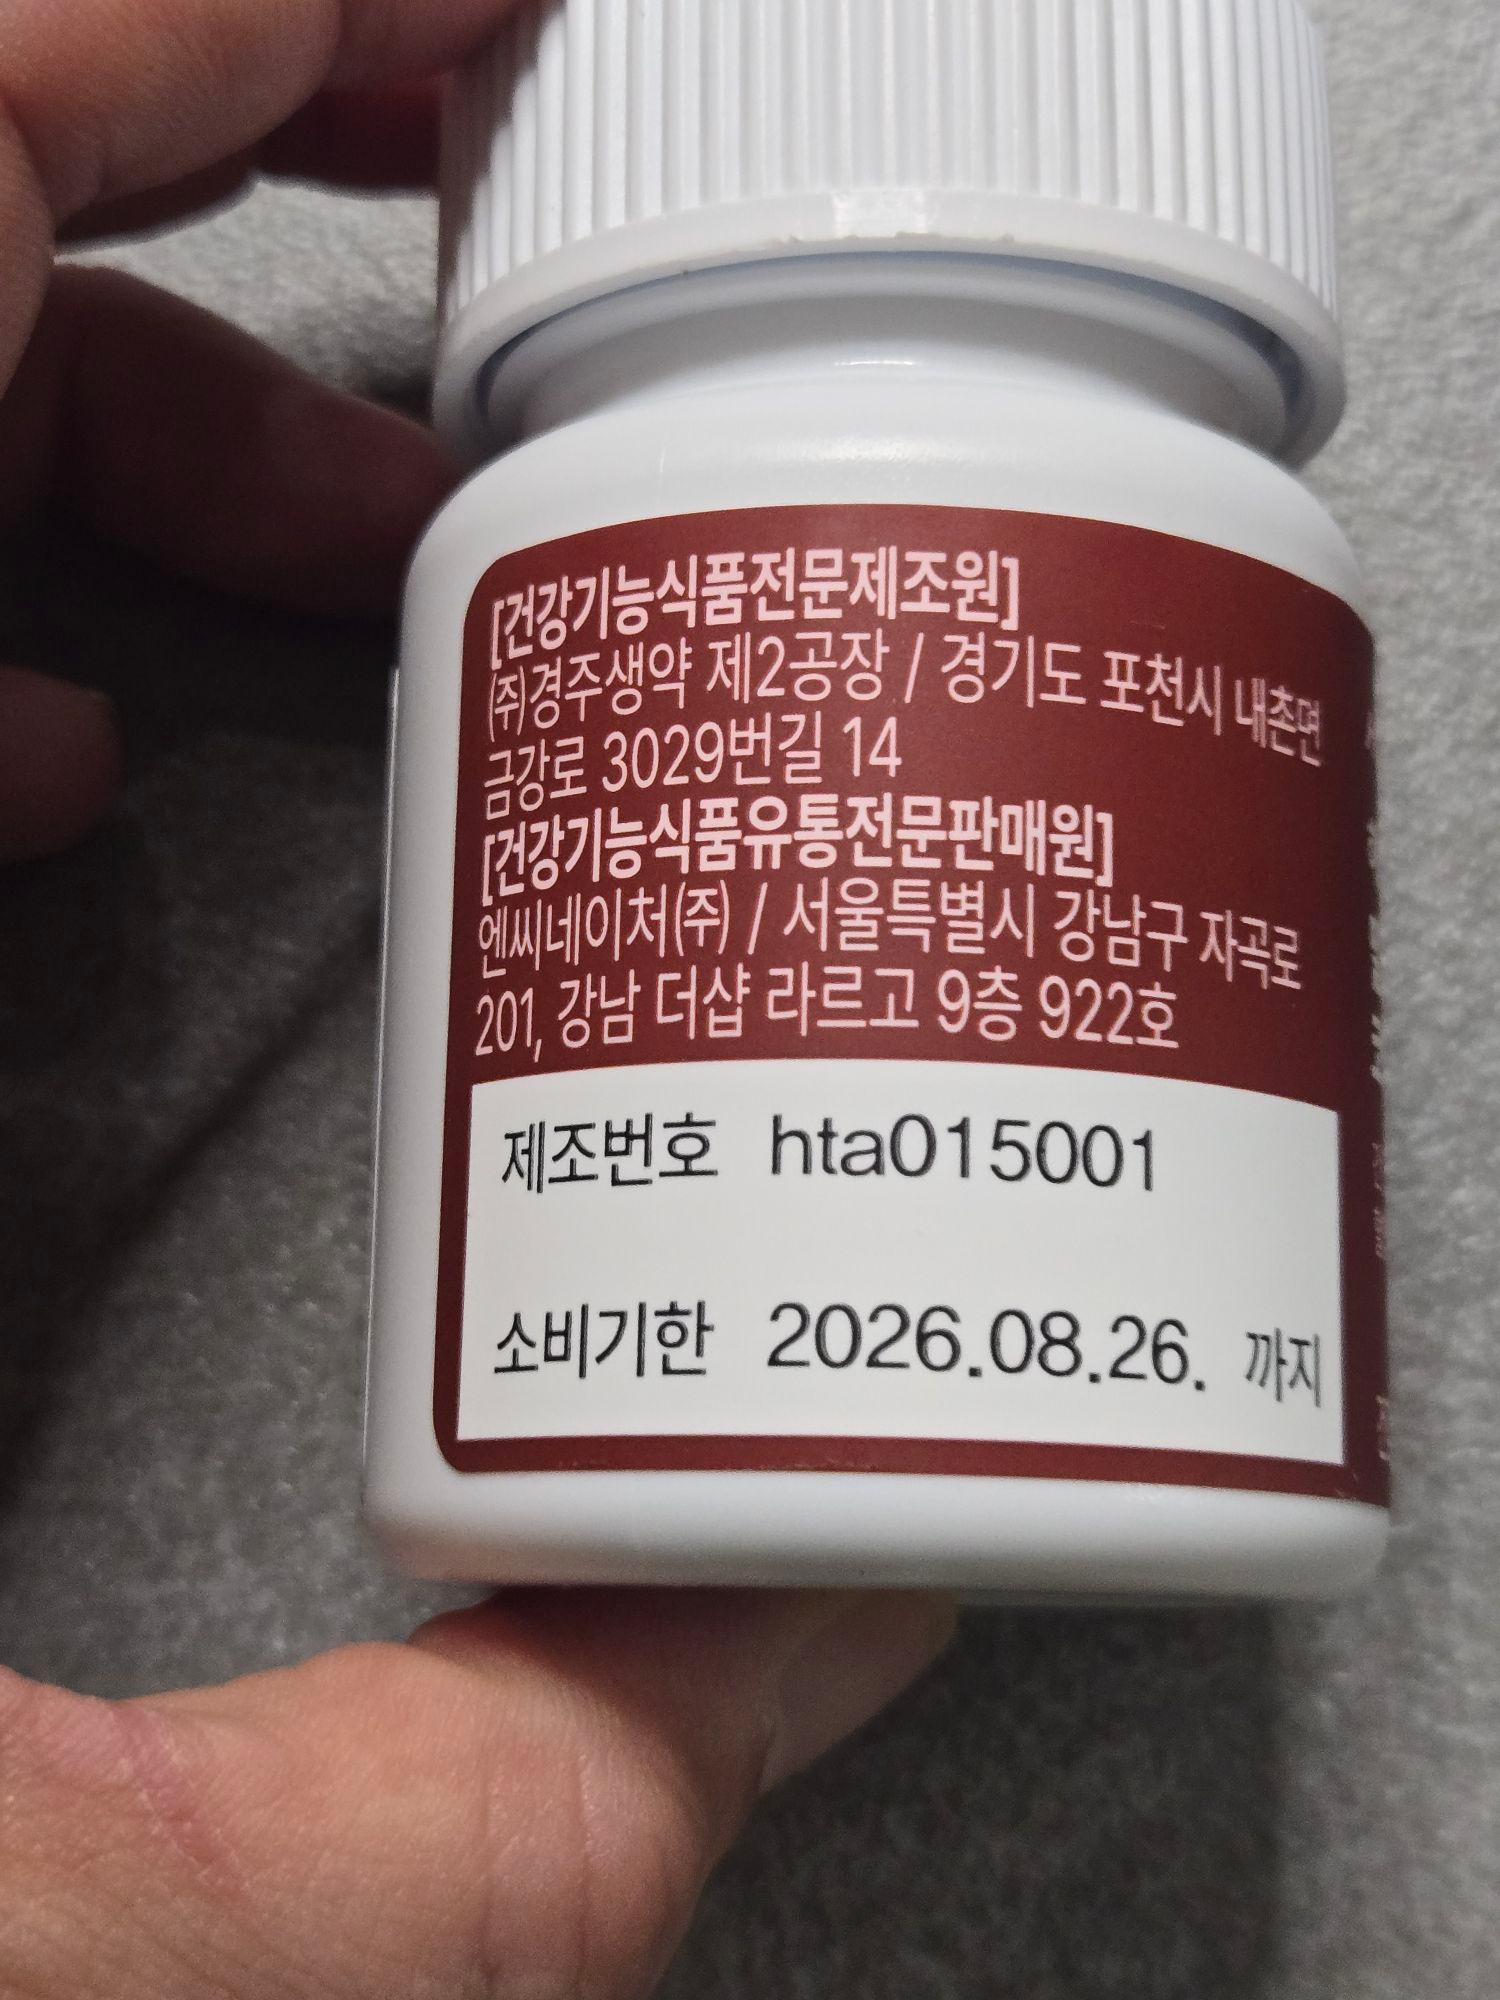 [건강기능식품전문제조원]
㈜경주생약 제2공장 / 경기도 포천시 내촌면
금강로 3029번길 14
[건강기능식품유통전문판매원]
엔씨네이처㈜ / 서울특별시 강남구 자곡로
201, 강남 더샵 라르고 9층 922호
제조번호 hta015001
소비기한 2026.08.26. 까지